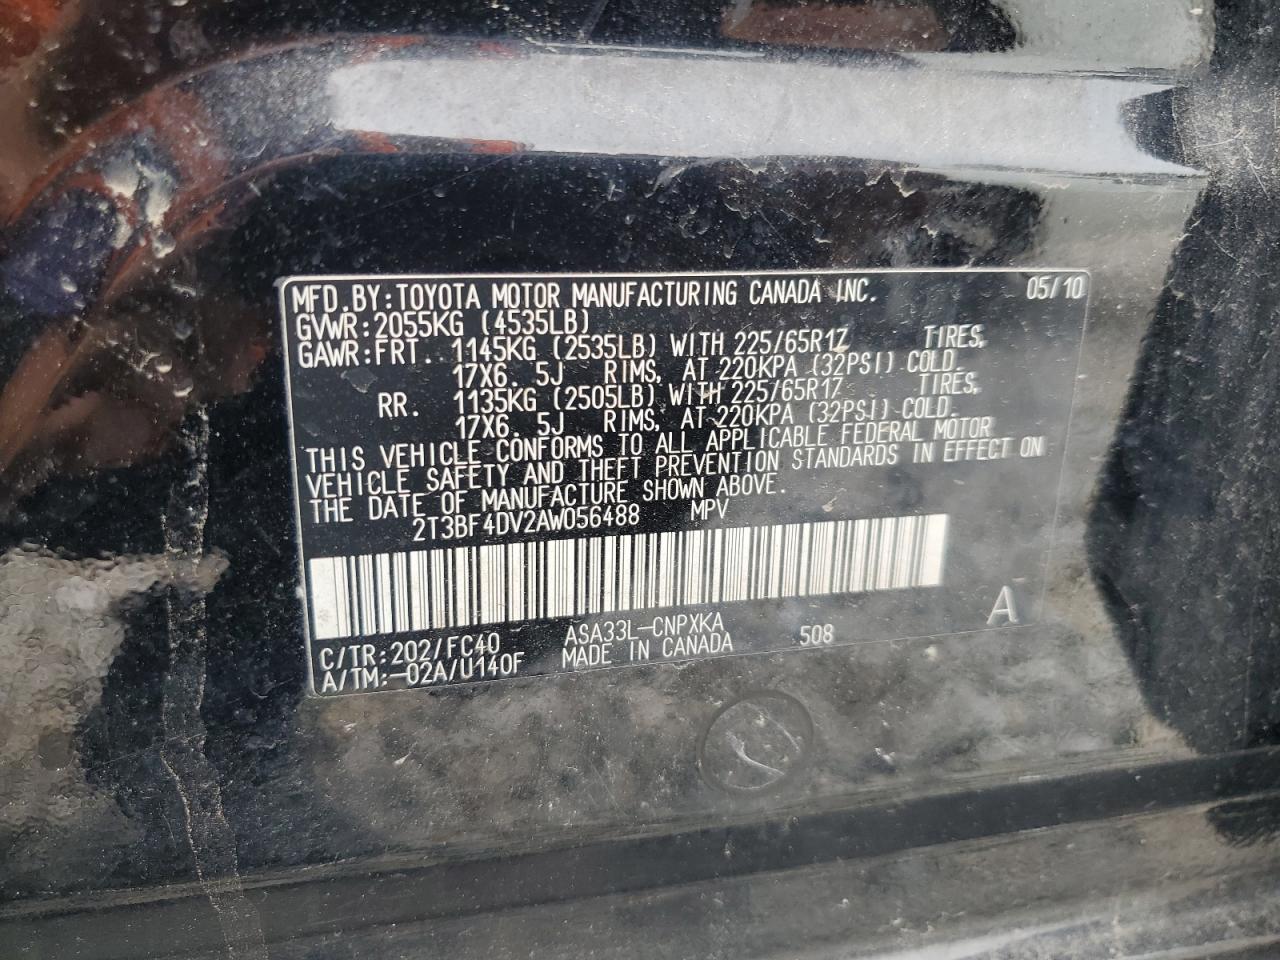 MFD.BY:TOYOTA MOTOR MANUFACTURING CANADA INC. 05/10
GVWR:2055KG (4535LB)
GAWR:FRT. 1145KG (2535LB) WITH 225/65R17 TIRES,
17X6. 5J RIMS, AT 220KPA (32PSI) COLD.
RR. 1135KG (2505LB) WITH 225/65R17 TIRES,
17X6. 5J RIMS, AT 220KPA (32PSI) COLD.
THIS VEHICLE CONFORMS TO ALL APPLICABLE FEDERAL MOTOR
VEHICLE SAFETY AND THEFT PREVENTION STANDARDS IN EFFECT ON
THE DATE OF MANUFACTURE SHOWN ABOVE.
2T3BF4DV2AW056488 MPV
C/TR:202/FC40 ASA33L-CNPXKA 508 A
A/TM:-02A/U140F MADE IN CANADA